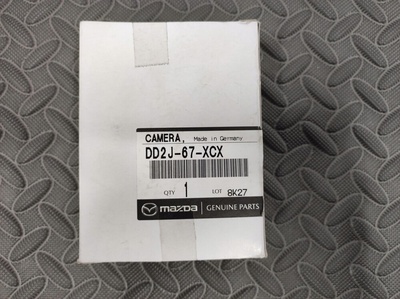 CAMERA, Made in Germany
DD2J-67-XCX
QTY 1 LOT 8K27
mazda GENUINE PARTS